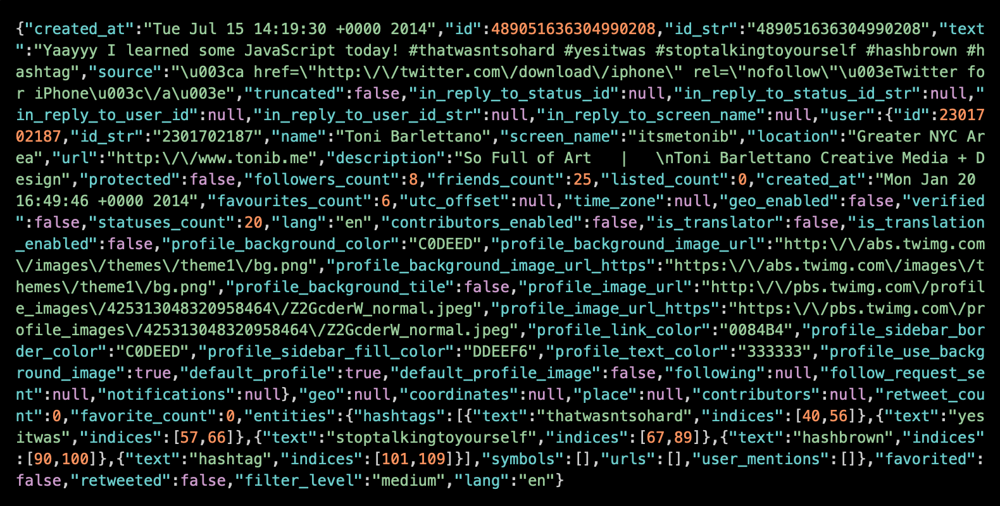 {"created_at":"Tue Jul 15 14:19:30 +0000 2014","id":489051636304990208,"id_str":"489051636304990208","text
":"Yaayyy I learned some JavaScript today! #thatwasntsohard #yesitwas #stoptalkingtoyourself #hashbrown #h
ashtag","source":"\u003ca href=\"http:\/\/twitter.com\/download\/iphone\" rel=\"nofollow\"\u003eTwitter fo
r iPhone\u003c\/a\u003e","truncated":false,"in_reply_to_status_id":null,"in_reply_to_status_id_str":null,"
in_reply_to_user_id":null,"in_reply_to_user_id_str":null,"in_reply_to_screen_name":null,"user":{"id":23017
02187,"id_str":"2301702187","name":"Toni Barlettano","screen_name":"itsmetonib","location":"Greater NYC Ar
ea","url":"http:\/\/www.tonib.me","description":"So Full of Art   |   \nToni Barlettano Creative Media + D
esign","protected":false,"followers_count":8,"friends_count":25,"listed_count":0,"created_at":"Mon Jan 20
16:49:46 +0000 2014","favourites_count":6,"utc_offset":null,"time_zone":null,"geo_enabled":false,"verified
":false,"statuses_count":20,"lang":"en","contributors_enabled":false,"is_translator":false,"is_translation
_enabled":false,"profile_background_color":"C0DEED","profile_background_image_url":"http:\/\/abs.twimg.com
\/images\/themes\/theme1\/bg.png","profile_background_image_url_https":"https:\/\/abs.twimg.com\/images\/t
hemes\/theme1\/bg.png","profile_background_tile":false,"profile_image_url":"http:\/\/pbs.twimg.com\/profil
e_images\/425313048320958464\/Z2GcderW_normal.jpeg","profile_image_url_https":"https:\/\/pbs.twimg.com\/pr
ofile_images\/425313048320958464\/Z2GcderW_normal.jpeg","profile_link_color":"0084B4","profile_sidebar_bor
der_color":"C0DEED","profile_sidebar_fill_color":"DDEEF6","profile_text_color":"333333","profile_use_backg
round_image":true,"default_profile":true,"default_profile_image":false,"following":null,"follow_request_se
nt":null,"notifications":null},"geo":null,"coordinates":null,"place":null,"contributors":null,"retweet_cou
nt":0,"favorite_count":0,"entities":{"hashtags":[{"text":"thatwasntsohard","indices":[40,56]},{"text":"yes
itwas","indices":[57,66]},{"text":"stoptalkingtoyourself","indices":[67,89]},{"text":"hashbrown","indices"
:[90,100]},{"text":"hashtag","indices":[101,109]}],"symbols":[],"urls":[],"user_mentions":[]},"favorited":
false,"retweeted":false,"filter_level":"medium","lang":"en"}